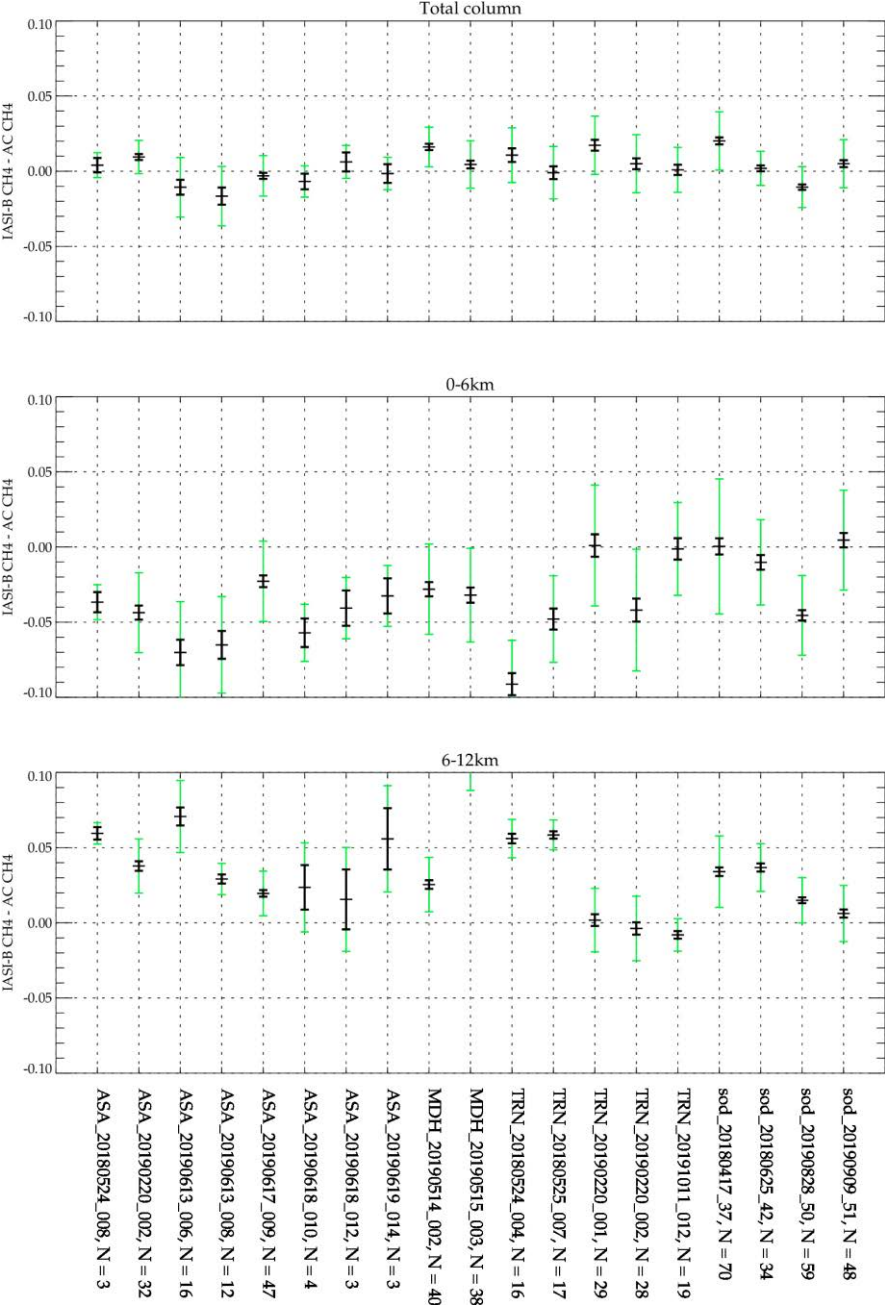 Total column
0.10
0.05
0.00
-0.05
-0.10
IASI-B CH4 - AC CH4
0-6km
0.10
0.05
0.00
-0.05
-0.10
IASI-B CH4 - AC CH4
6-12km
0.10
0.05
0.00
-0.05
-0.10
IASI-B CH4 - AC CH4
ASA_20180524_008, N = 3
ASA_20190220_002, N = 32
ASA_20190613_006, N = 16
ASA_20190613_008, N = 12
ASA_20190617_009, N = 47
ASA_20190618_010, N = 4
ASA_20190618_012, N = 3
ASA_20190619_014, N = 3
MDH_20190514_002, N = 40
MDH_20190515_003, N = 38
TRN_20180524_004, N = 16
TRN_20180525_007, N = 17
TRN_20190220_001, N = 29
TRN_20190220_002, N = 28
TRN_20191011_012, N = 19
sod_20180417_37, N = 70
sod_20180625_42, N = 34
sod_20190828_50, N = 59
sod_20190909_51, N = 48